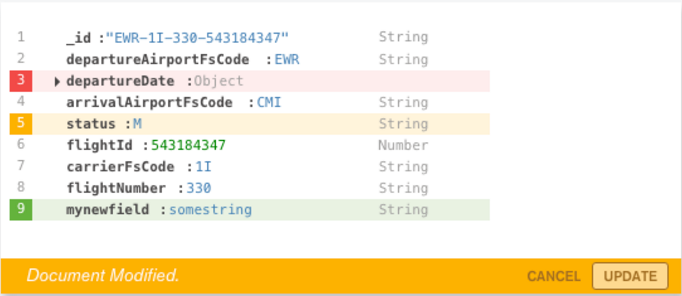 1 _id :"EWR-1I-330-543184347" String
2 departureAirportFsCode :EWR String
3 departureDate :Object
4 arrivalAirportFsCode :CMI String
5 status :M String
6 flightId :543184347 Number
7 carrierFsCode :1I String
8 flightNumber :330 String
9 mynewfield :somestring String
Document Modified. CANCEL UPDATE